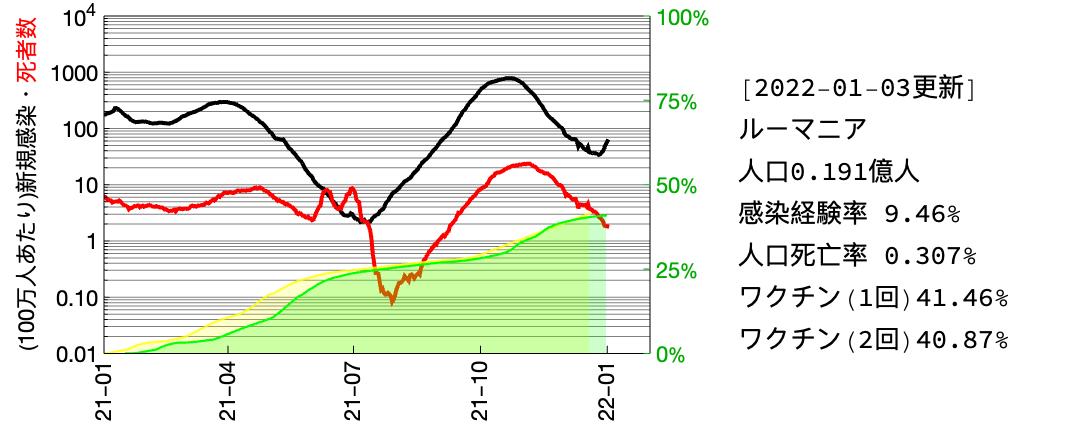 (100万人あたり)新規感染・死者数
10^4
1000
100
10
1
0.10
0.01
100%
75%
50%
25%
0%
21-01
21-04
21-07
21-10
22-01
[2022-01-03更新]
ルーマニア
人口0.191億人
感染経験率 9.46%
人口死亡率 0.307%
ワクチン(1回)41.46%
ワクチン(2回)40.87%